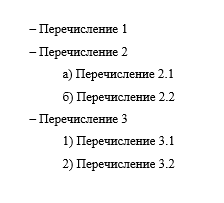 – Перечисление 1
– Перечисление 2
а) Перечисление 2.1
б) Перечисление 2.2
– Перечисление 3
1) Перечисление 3.1
2) Перечисление 3.2